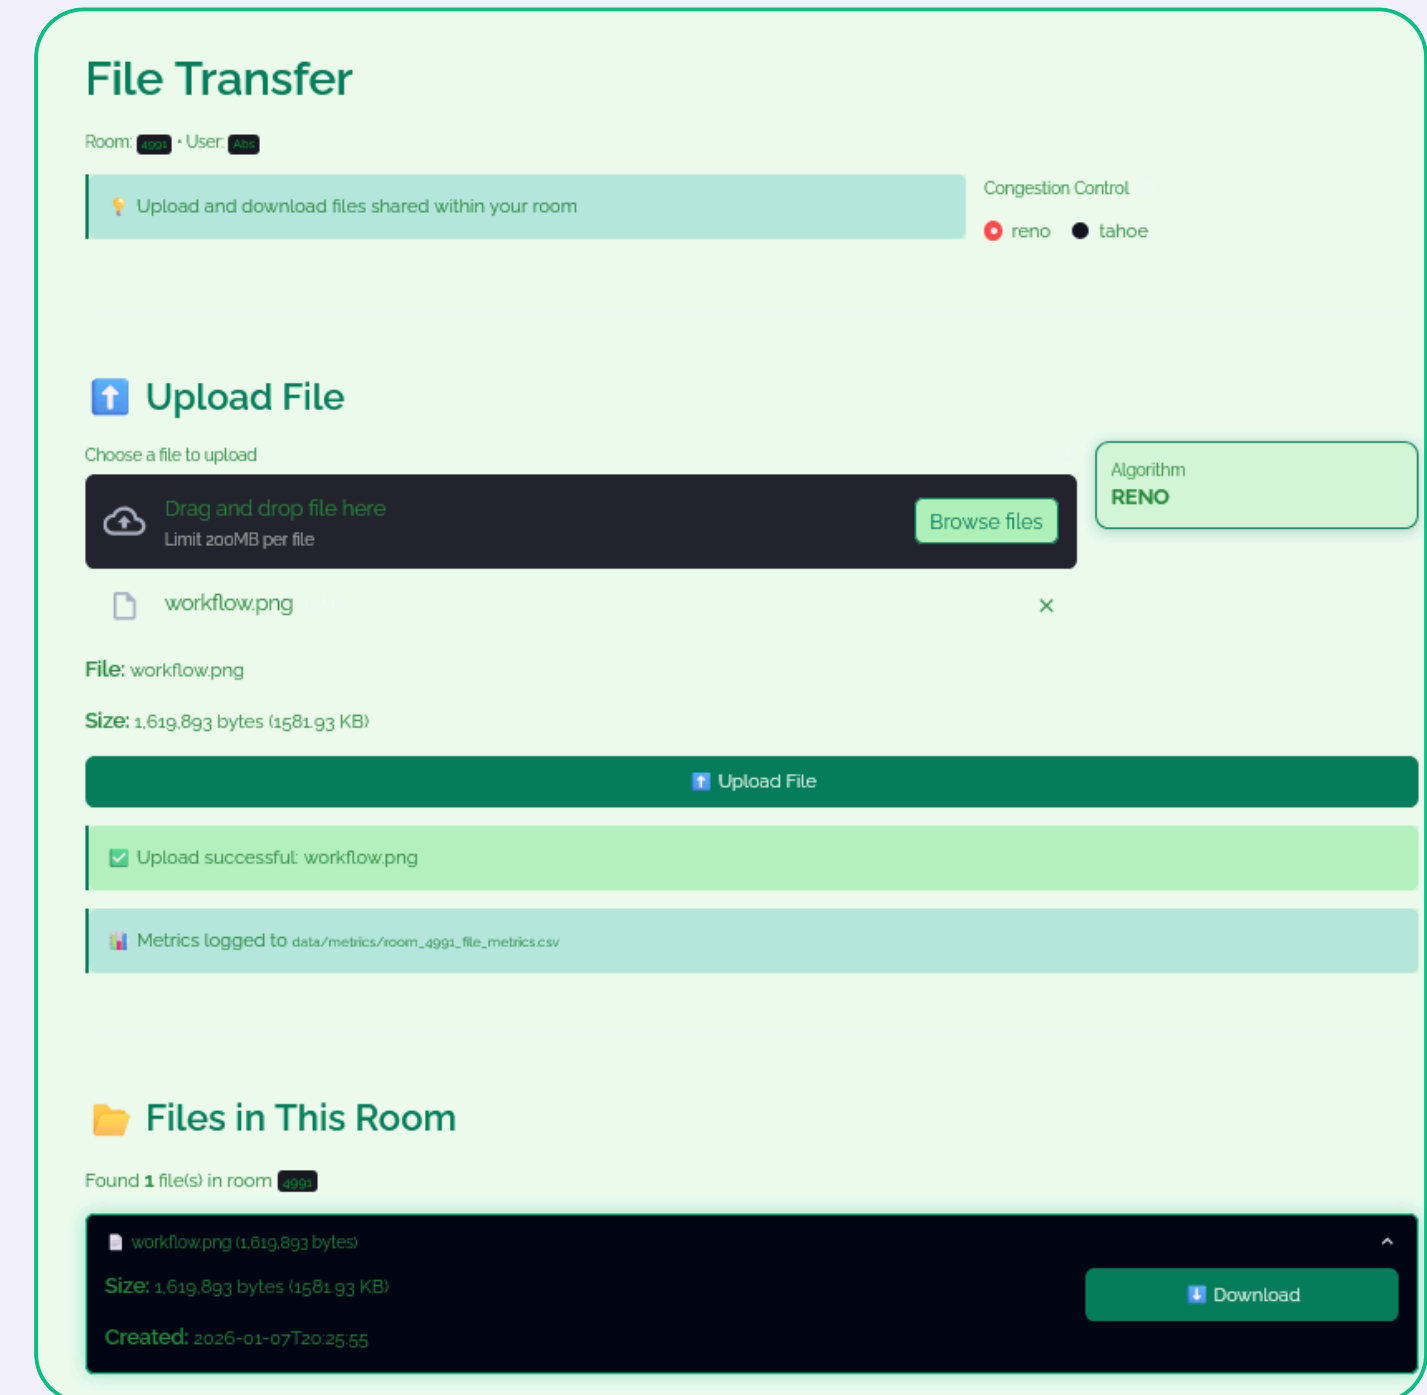 File Transfer
Room: 4991 • User: Abs
Upload and download files shared within your room
Congestion Control
reno tahoe
Upload File
Choose a file to upload
Drag and drop file here
Limit 200MB per file
Browse files
Algorithm
RENO
workflow.png
File: workflow.png
Size: 1,619,893 bytes (1581.93 KB)
Upload File
Upload successful: workflow.png
Metrics logged to data/metrics/room_4991_file_metrics.csv
Files in This Room
Found 1 file(s) in room 4991
workflow.png (1,619,893 bytes)
Size: 1,619,893 bytes (1581.93 KB)
Download
Created: 2026-01-07T20:25:55